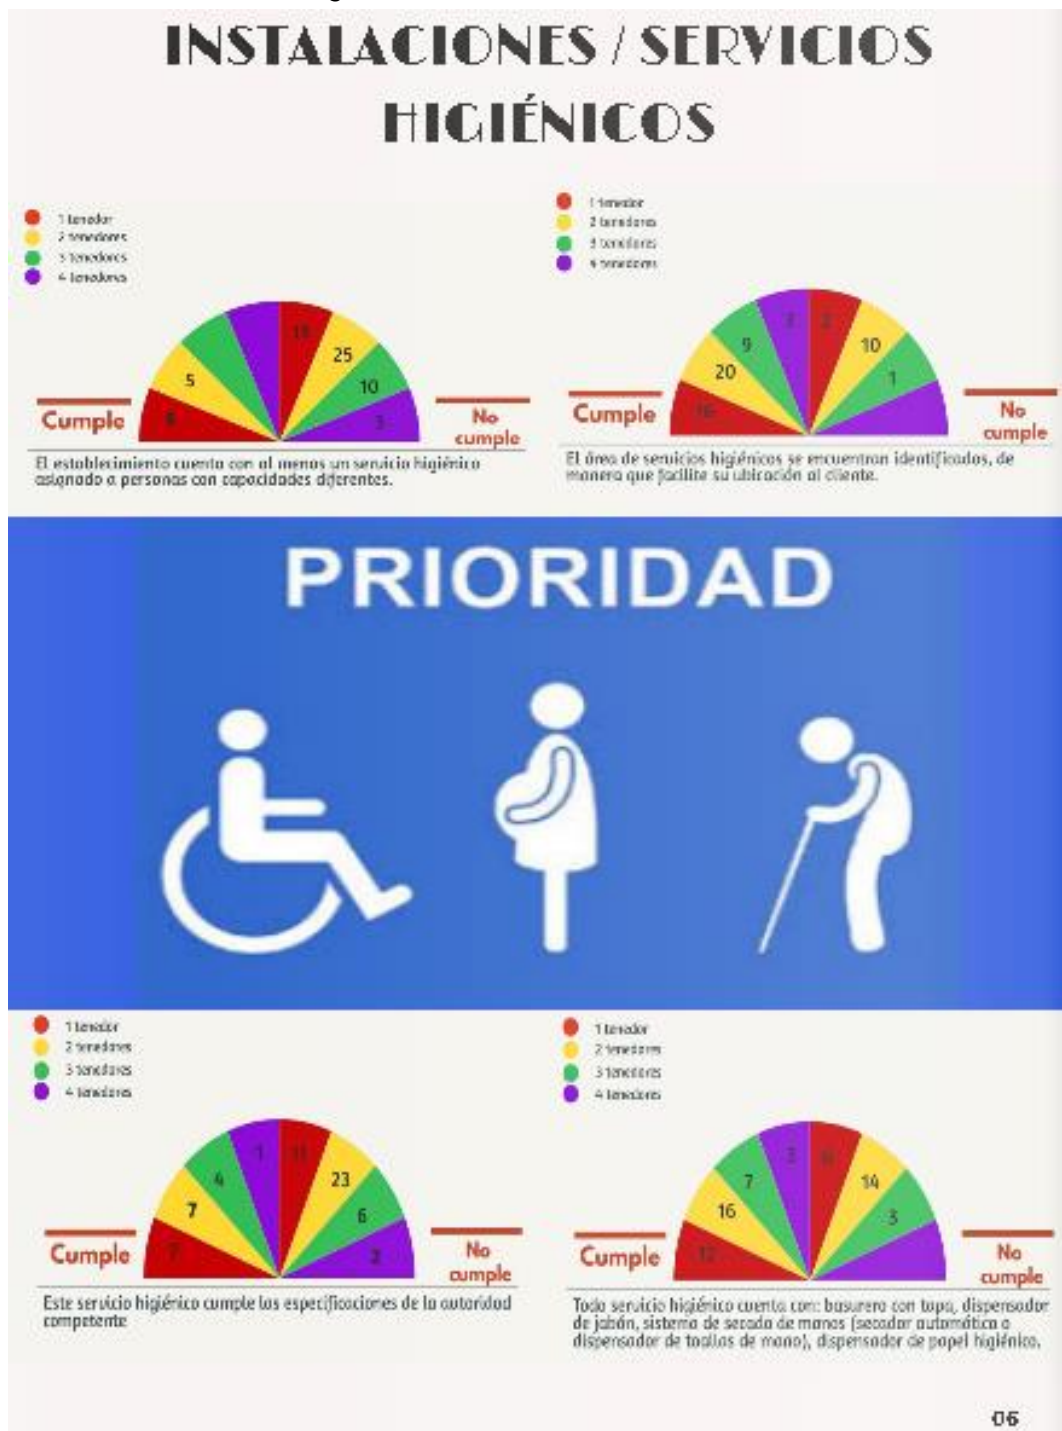 INSTALACIONES / SERVICIOS
HIGIÉNICOS
1 tenedor
2 tenedores
3 tenedores
4 tenedores
5
25
10
Cumple
No
cumple
El establecimiento cuenta con al menos un servicio higiénico
asignado a personas con capacidades diferentes.
1 tenedor
2 tenedores
3 tenedores
4 tenedores
20
9
2
10
1
Cumple
No
cumple
El área de servicios higiénicos se encuentran identificados, de
manera que facilite su ubicación al cliente.
PRIORIDAD
1 tenedor
2 tenedores
3 tenedores
4 tenedores
7
7
4
1
11
23
6
2
Cumple
No
cumple
Este servicio higiénico cumple las especificaciones de la autoridad
competente
1 tenedor
2 tenedores
3 tenedores
4 tenedores
12
16
7
3
6
14
3
Cumple
No
cumple
Todo servicio higiénico cuenta con: basurero con tapa, dispensador
de jabón, sistema de secado de manos (secador automático o
dispensador de toallas de mano), dispensador de papel higiénico.
06